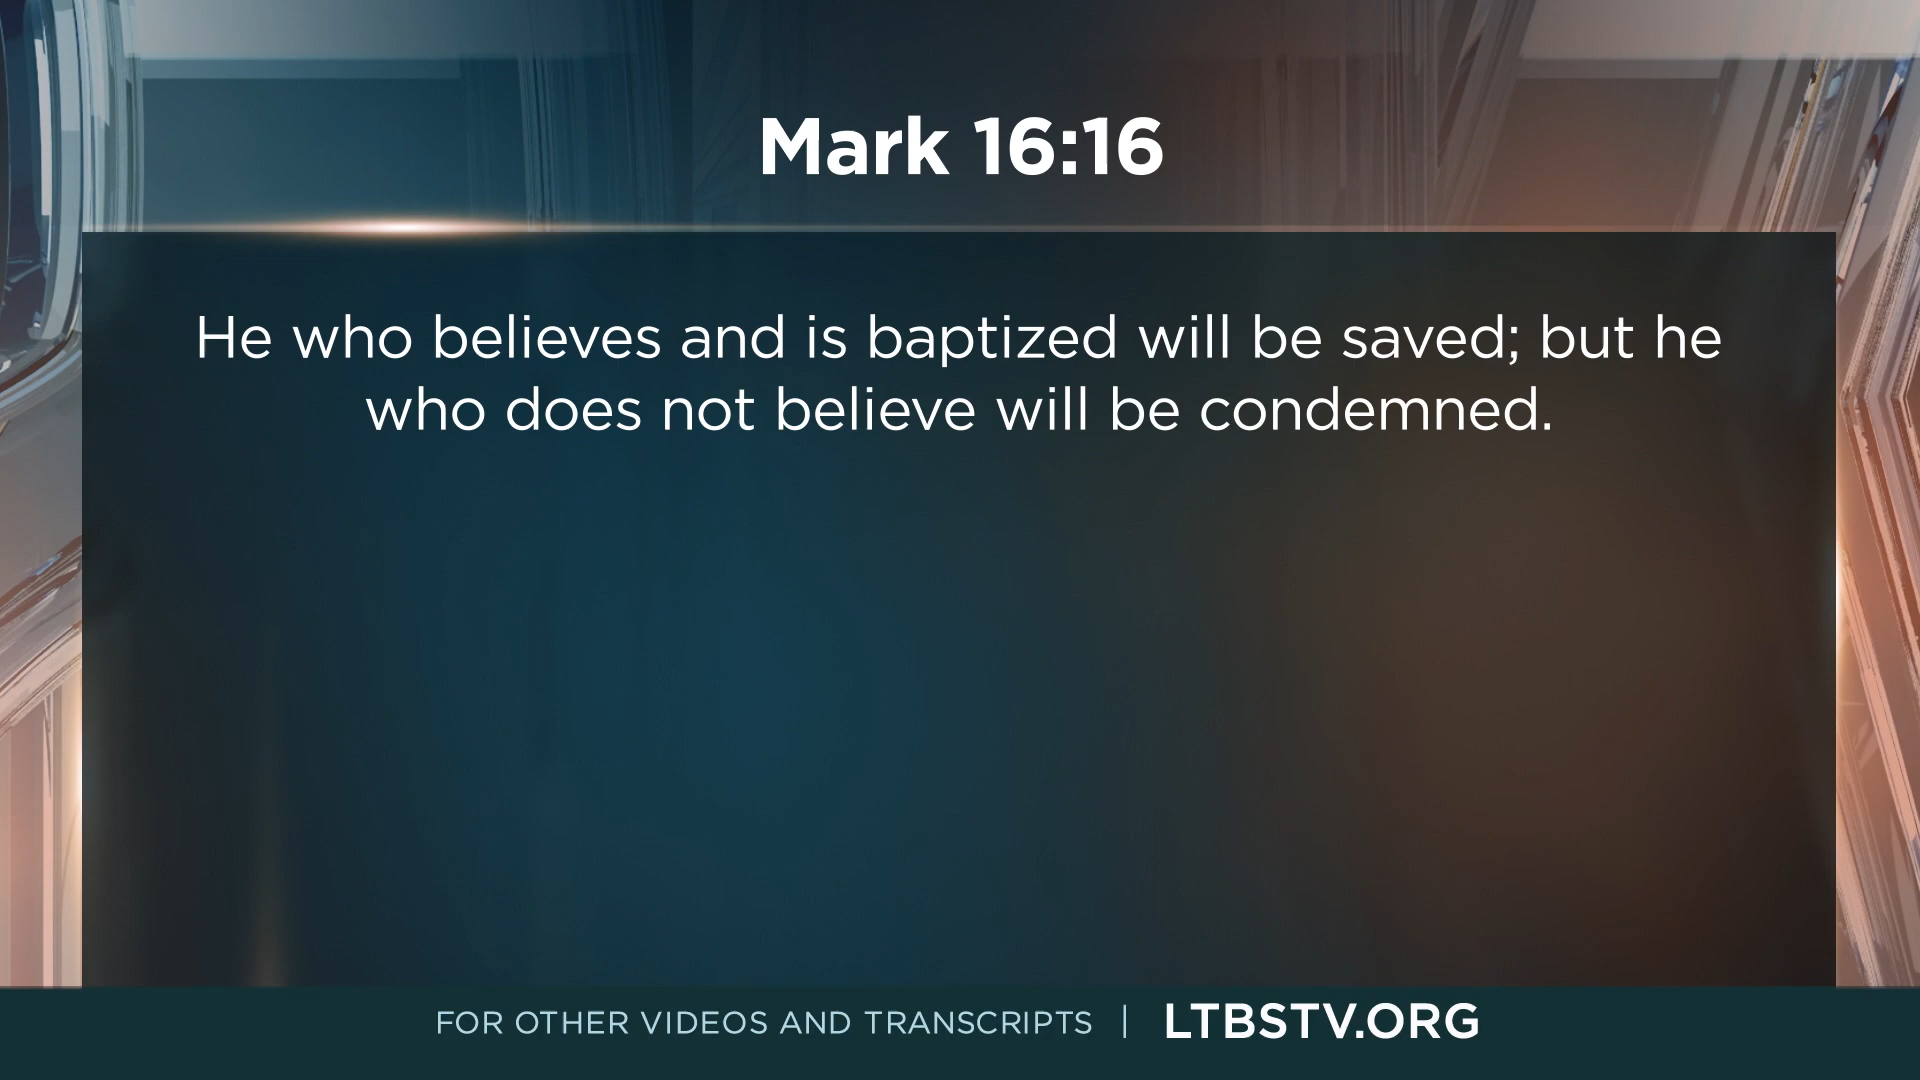 Mark 16:16
He who believes and is baptized will be saved; but he
who does not believe will be condemned.
FOR OTHER VIDEOS AND TRANSCRIPTS | LTBSTV.ORG